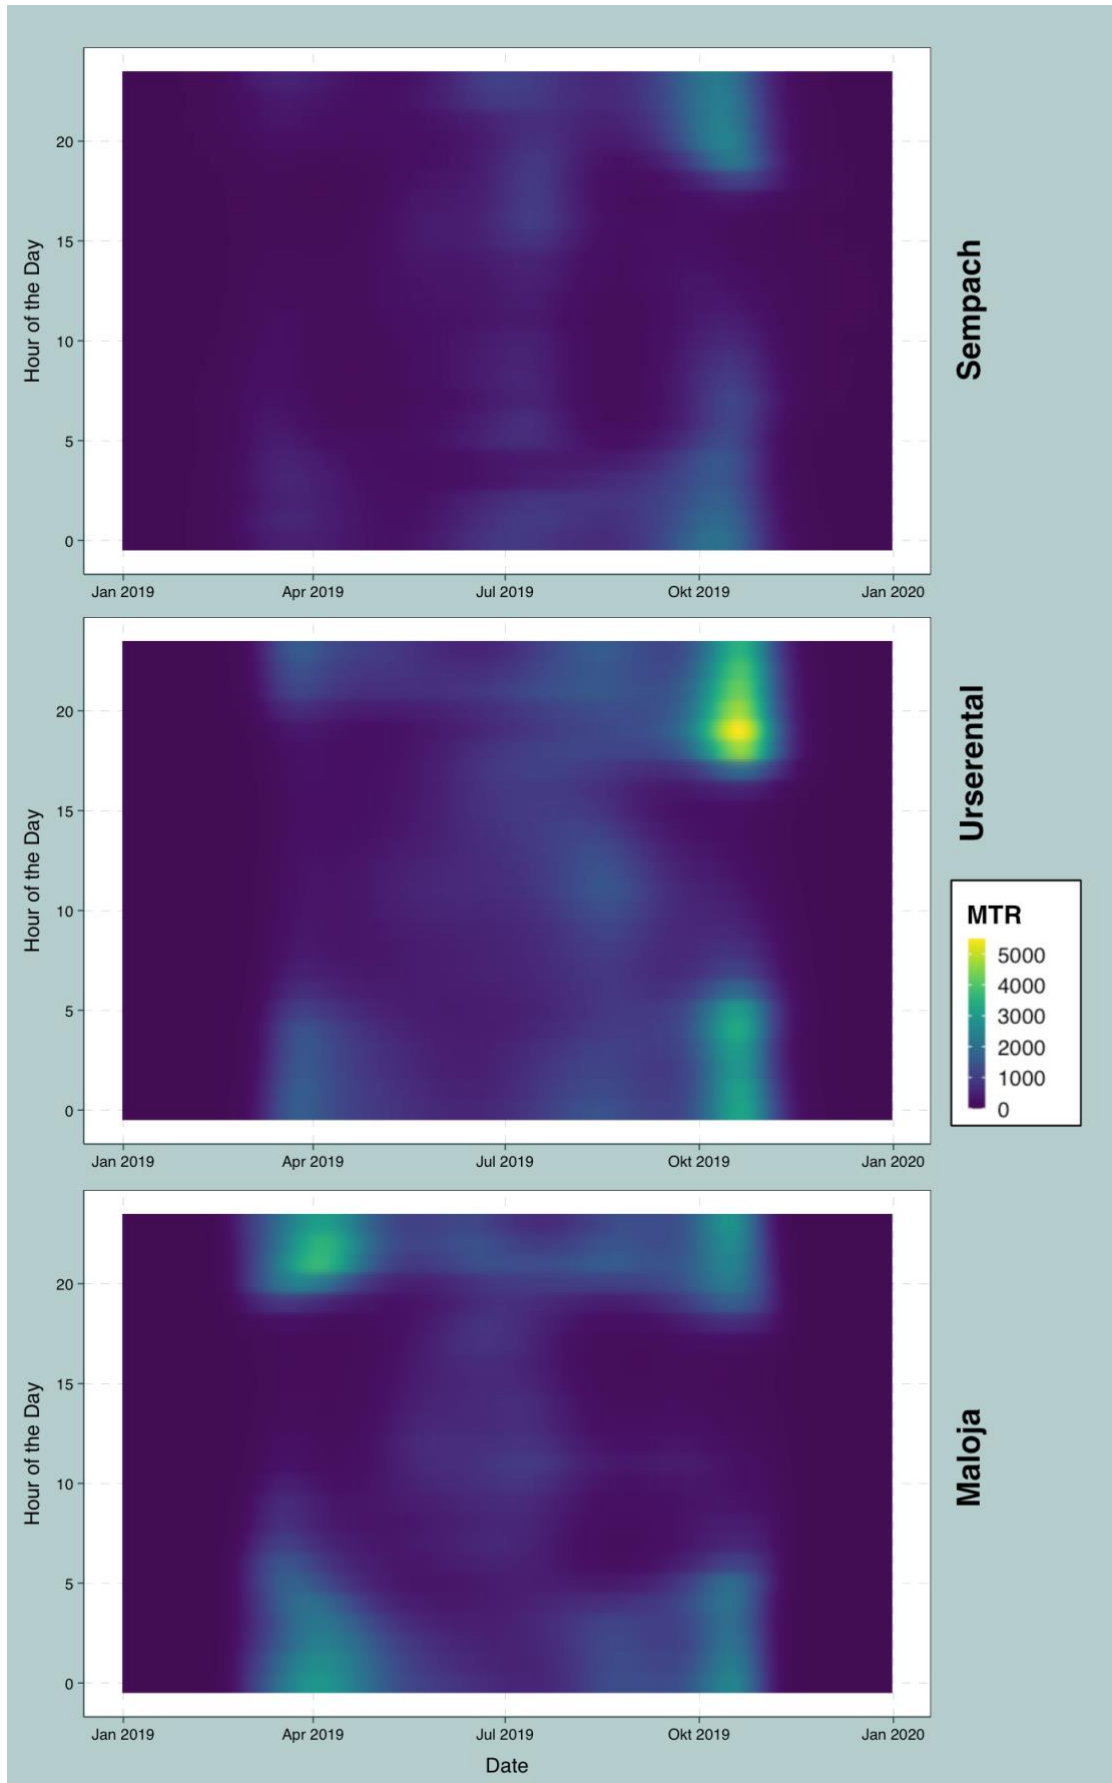 20
15
10
5
0
Hour of the Day
Jan 2019 Apr 2019 Jul 2019 Okt 2019 Jan 2020
Sempach
20
15
10
5
0
Hour of the Day
Jan 2019 Apr 2019 Jul 2019 Okt 2019 Jan 2020
Urserental
MTR
5000
4000
3000
2000
1000
0
20
15
10
5
0
Hour of the Day
Jan 2019 Apr 2019 Jul 2019 Okt 2019 Jan 2020
Date
Maloja